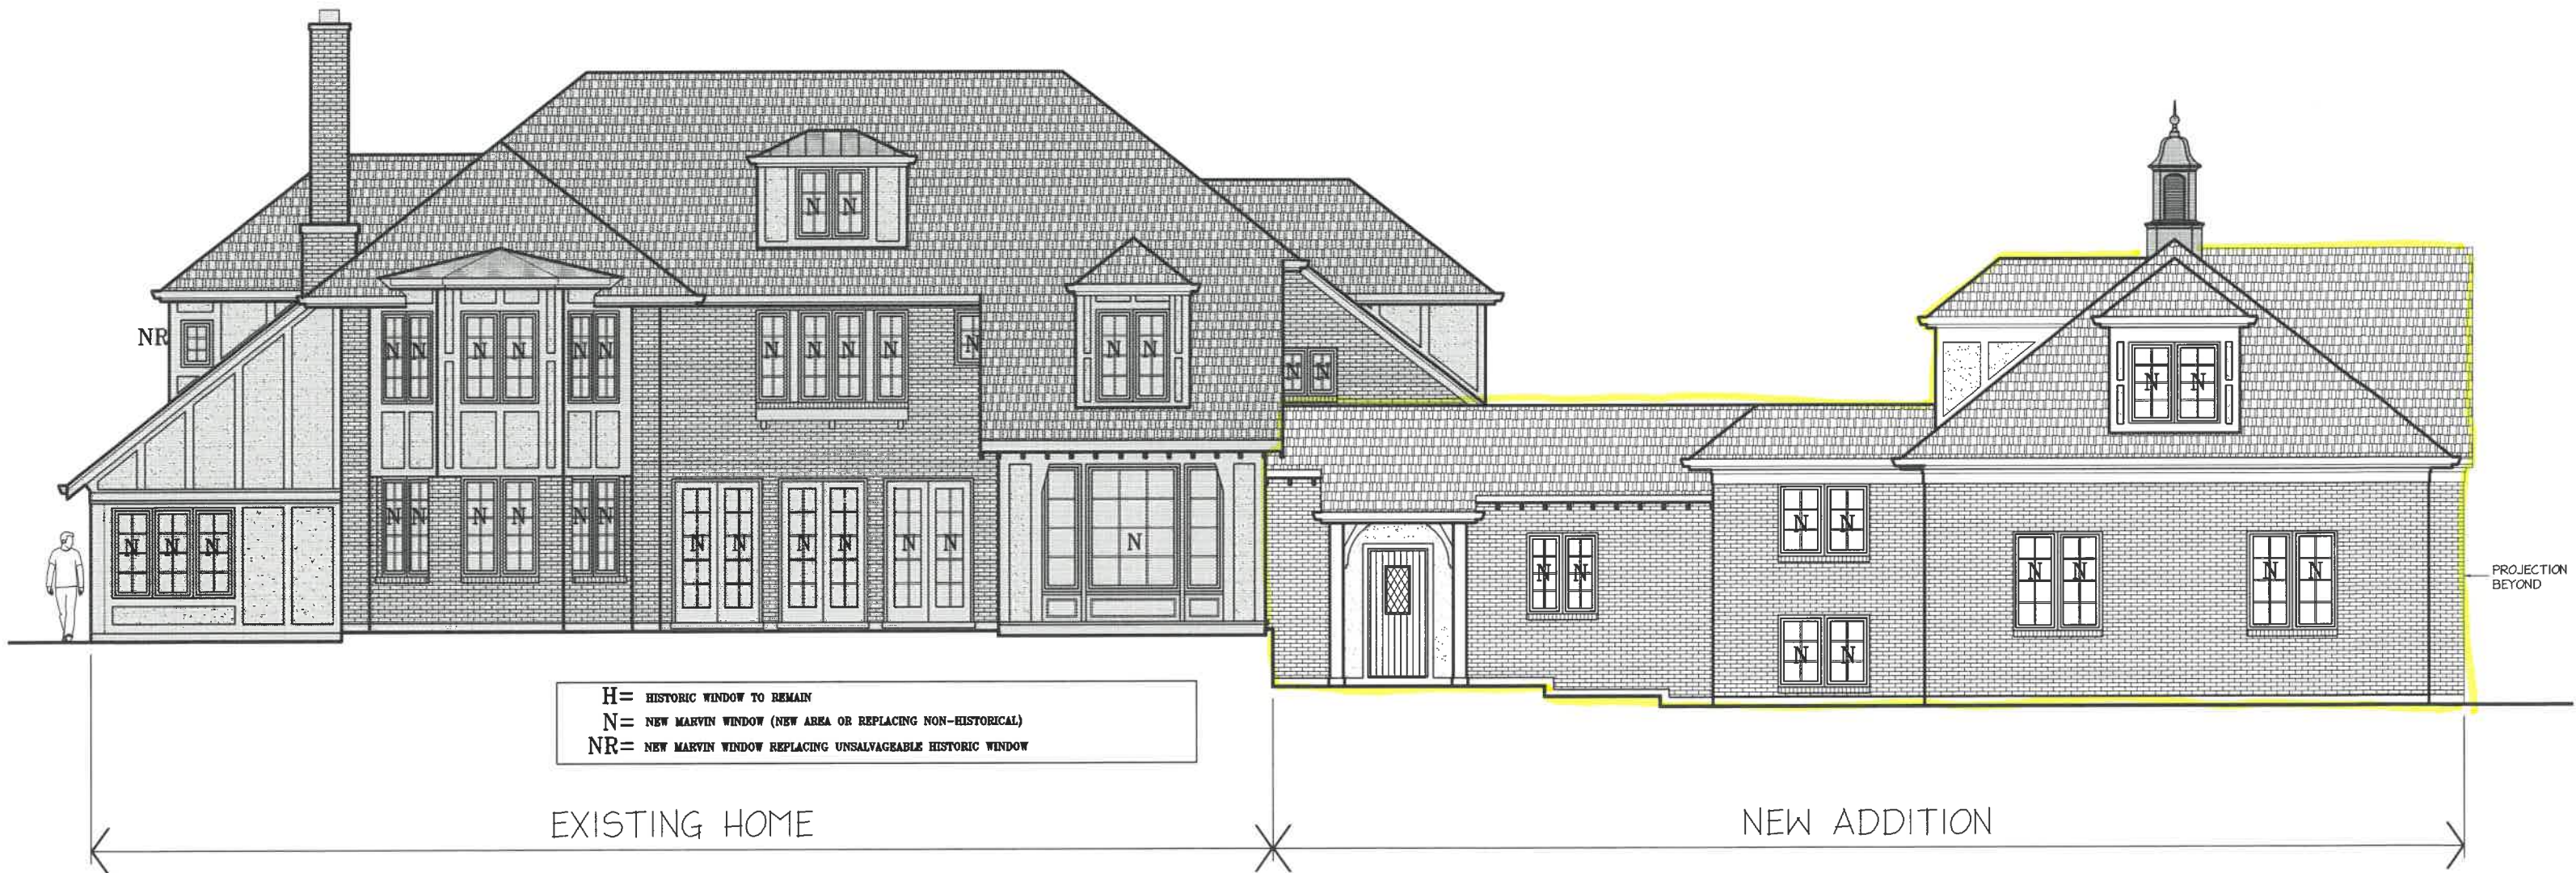 N N
NR
N N N N N N
N N N N
N
N N
N N
N N
N N N N N N
N N
N N N
N N N N N N
N
N N
N N
N N
PROJECTION
BEYOND
N N
H= HISTORIC WINDOW TO REMAIN
N= NEW MARVIN WINDOW (NEW AREA OR REPLACING NON-HISTORICAL)
NR= NEW MARVIN WINDOW REPLACING UNSALVAGEABLE HISTORIC WINDOW
EXISTING HOME
NEW ADDITION